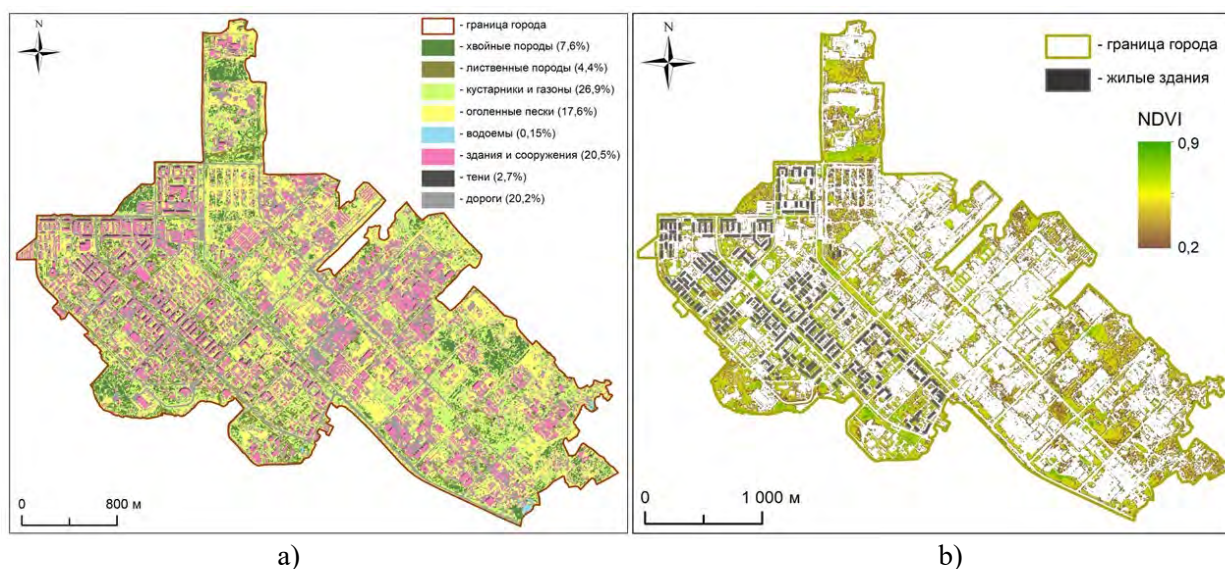 N
- граница города
- хвойные породы (7,6%)
- лиственные породы (4,4%)
- кустарники и газоны (26,9%)
- оголенные пески (17,6%)
- водоемы (0,15%)
- здания и сооружения (20,5%)
- тени (2,7%)
- дороги (20,2%)
0 800 м
a)
N
- граница города
- жилые здания
NDVI
0,9
0,2
0 1 000 м
b)